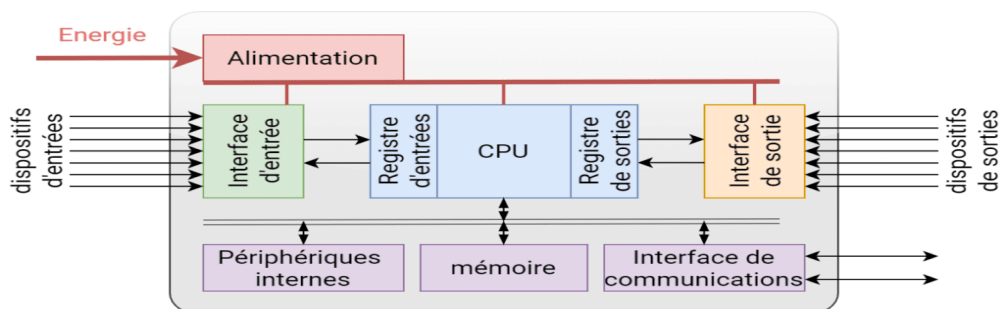 Energie
Alimentation
dispositifs
d'entrées
Interface
d'entrée
Registre
d'entrées
CPU
Registre
de sorties
Interface
de sortie
dispositifs
de sorties
Périphériques
internes
mémoire
Interface de
communications